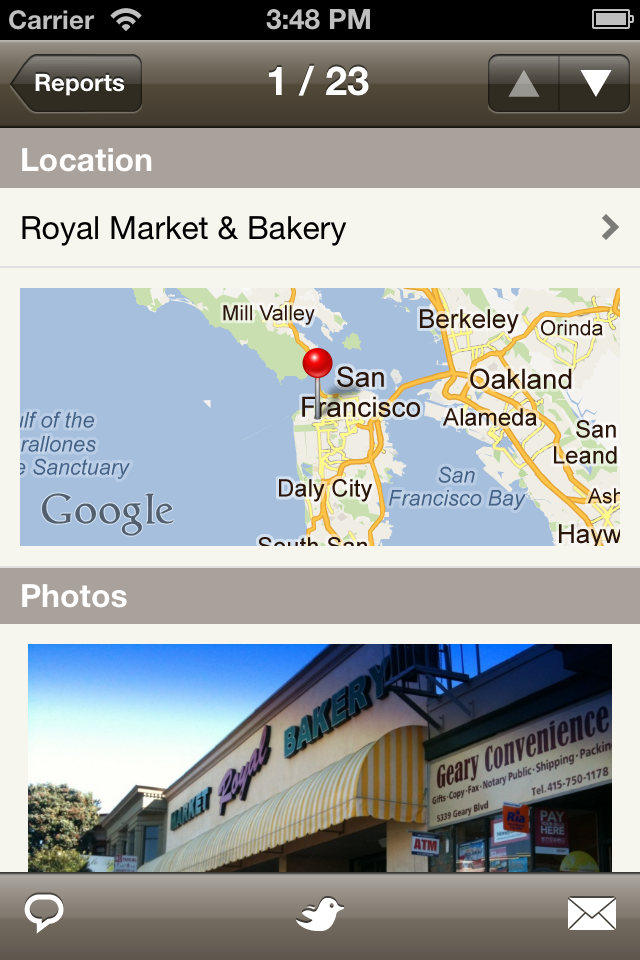 Carrier 3:48 PM
Reports 1 / 23
Location
Royal Market & Bakery
Mill Valley
Berkeley
Orinda
San
Francisco
Oakland
Alameda
ulf of the
rallones
e Sanctuary
San
Leand
Daly City
San
Francisco Bay
Ash
Google
Hayw
South San
Photos
MARKET Royal BAKERY
Geary Convenience
Gifts·Copy·Fax·Notary Public·Shipping·Packin
5339 Geary Blvd Tel.415-750-1178
Ria
PAY
HERE
ATM